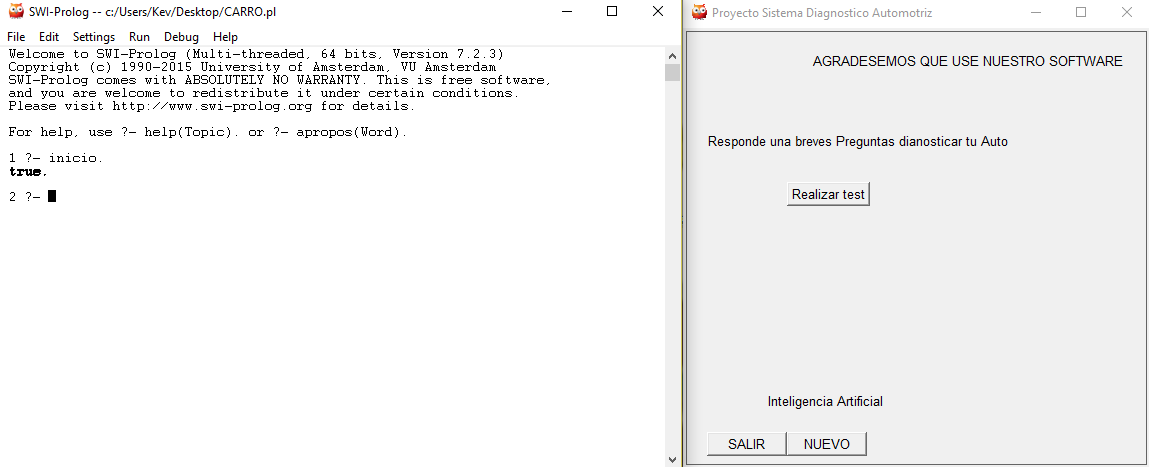 SWI-Prolog -- c:/Users/Kev/Desktop/CARRO.pl
File Edit Settings Run Debug Help
Welcome to SWI-Prolog (Multi-threaded, 64 bits, Version 7.2.3)
Copyright (c) 1990-2015 University of Amsterdam, VU Amsterdam
SWI-Prolog comes with ABSOLUTELY NO WARRANTY. This is free software,
and you are welcome to redistribute it under certain conditions.
Please visit http://www.swi-prolog.org for details.
For help, use ?- help(Topic). or ?- apropos(Word).
1 ?- inicio.
true.
2 ?-
Proyecto Sistema Diagnostico Automotriz
AGRADESEMOS QUE USE NUESTRO SOFTWARE
Responde una breves Preguntas dianosticar tu Auto
Realizar test
Inteligencia Artificial
SALIR NUEVO